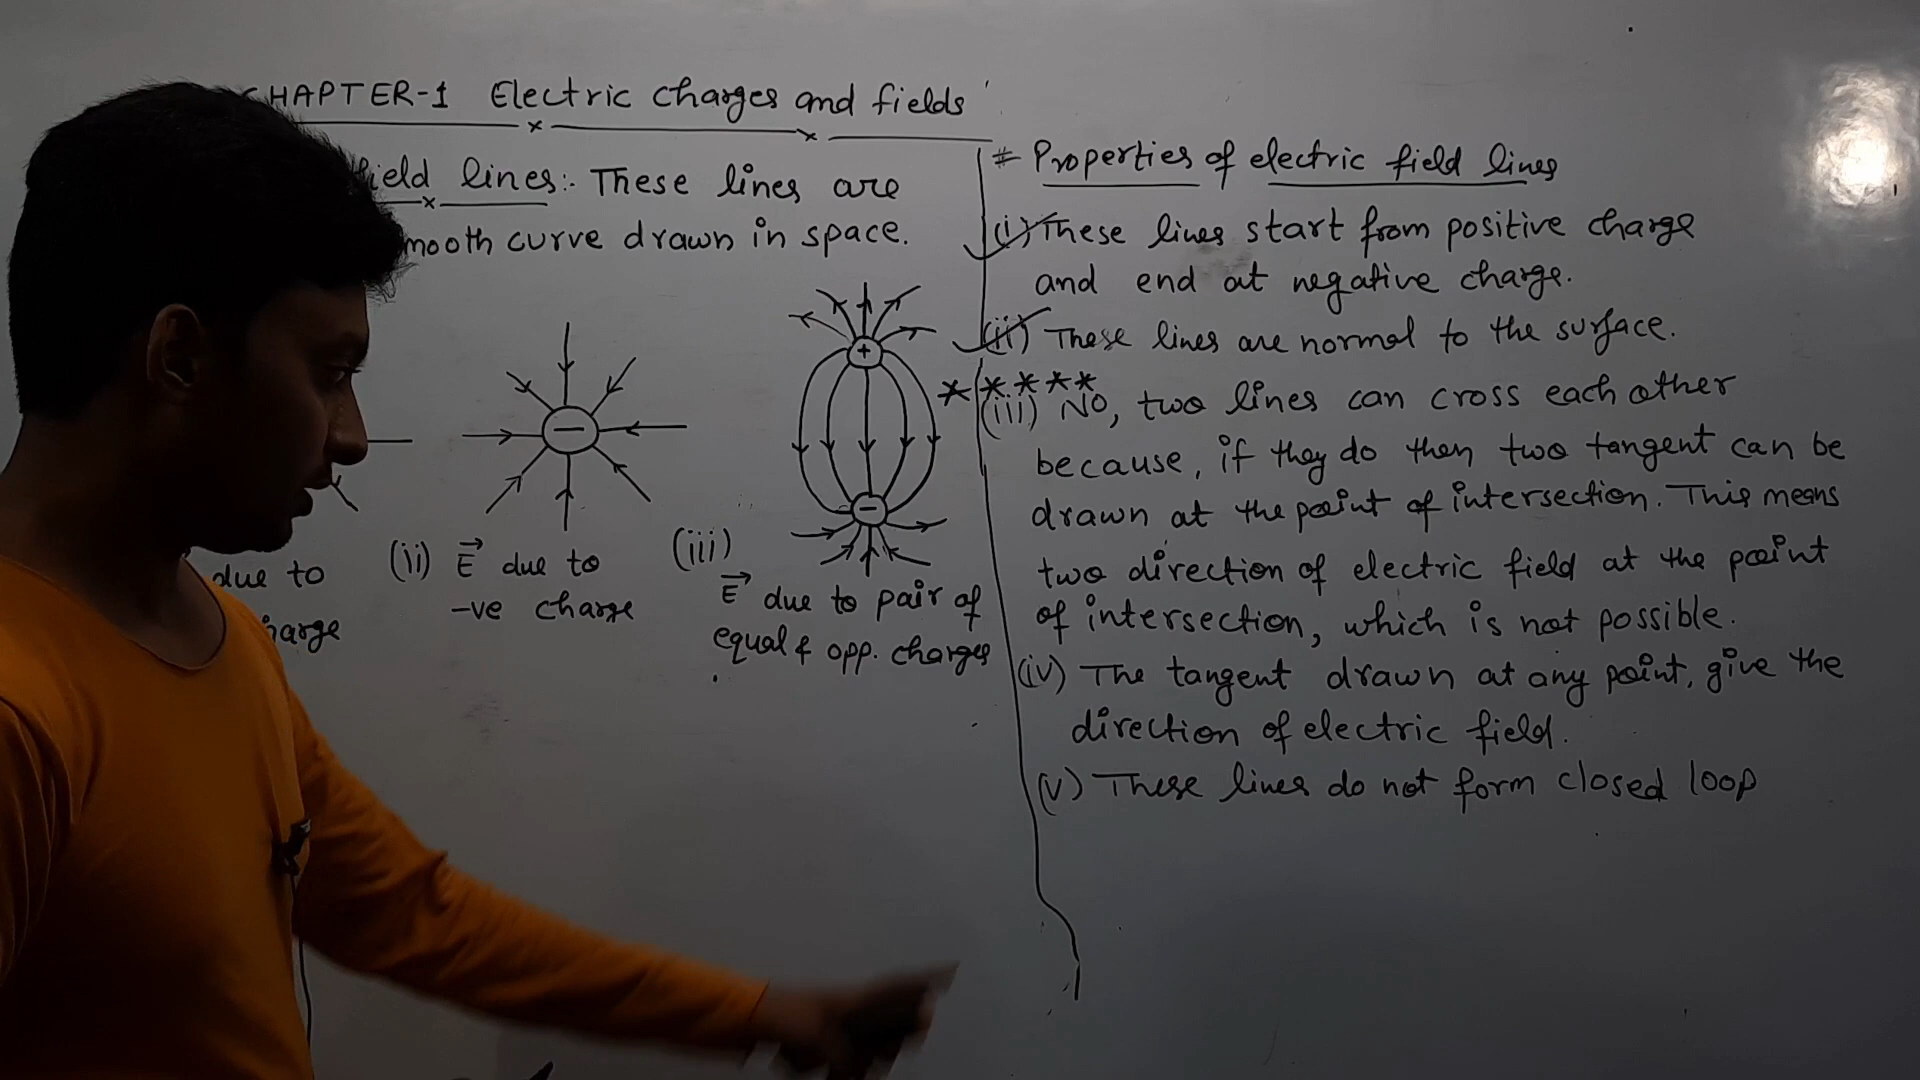 CHAPTER-1 Electric charges and fields
field lines:- These lines are
smooth curve drawn in space.
+
-
-
due to
charge
(ii) E due to
-ve charge
(iii)
E due to pair of
equal & opp. charges
# Properties of electric field lines
(i) These lines start from positive charge
and end at negative charge.
(ii) These lines are normal to the surface.
*****
(iii) NO, two lines can cross each other
because, if they do then two tangent can be
drawn at the point of intersection. This means
two direction of electric field at the point
of intersection, which is not possible.
(iv) The tangent drawn at any point, give the
direction of electric field.
(v) These lines do not form closed loop